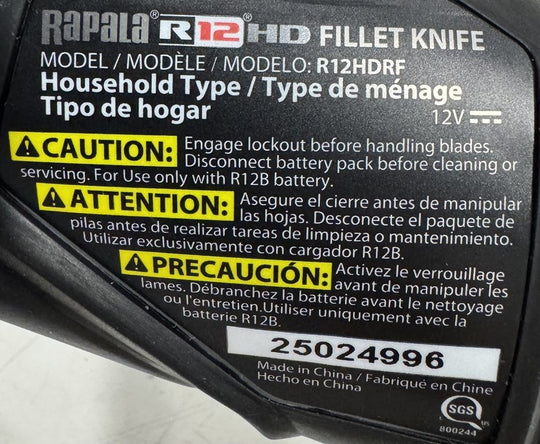 Rapala R12 HD FILLET KNIFE
MODEL / MODÈLE / MODELO: R12HDRF
Household Type / Type de ménage
Tipo de hogar
12V
CAUTION: Engage lockout before handling blades.
Disconnect battery pack before cleaning or
servicing. For Use only with R12B battery.
ATTENTION: Asegure el cierre antes de manipular
las hojas. Desconecte el paquete de
pilas antes de realizar tareas de limpieza o mantenimiento.
Utilizar exclusivamente con cargador R12B.
PRECAUCIÓN: Activez le verrouillage
avant de manipuler les
lames. Débranchez la batterie avant le nettoyage
ou l'entretien.Utiliser uniquement avec la
batterie R12B.
25024996
Made in China / Fabriqué en Chine
Hecho en China
SGS
800244